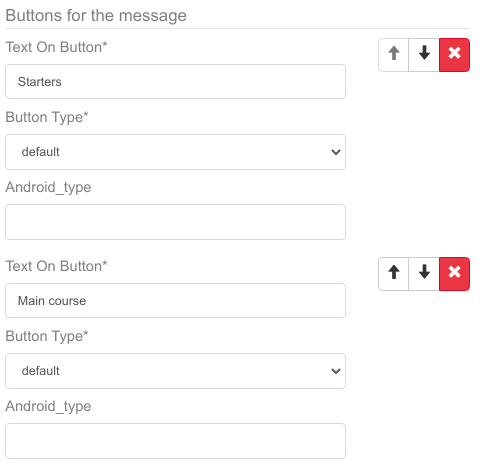 Buttons for the message
Text On Button*
Starters
Button Type*
default
Android_type
Text On Button*
Main course
Button Type*
default
Android_type